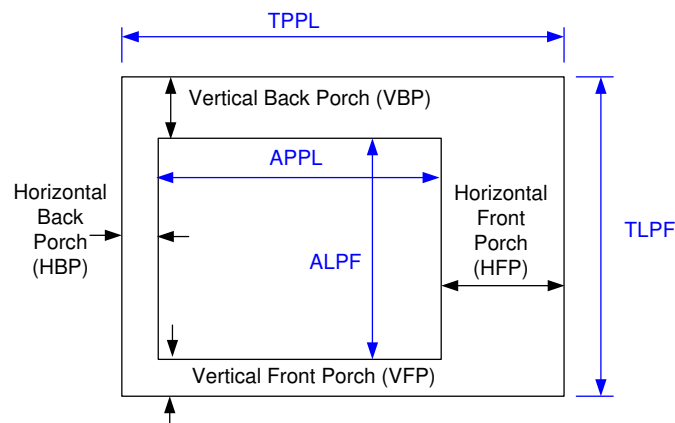 TPPL
Vertical Back Porch (VBP)
APPL
Horizontal
Back
Porch
(HBP)
Horizontal
Front
Porch
(HFP)
ALPF
TLPF
Vertical Front Porch (VFP)